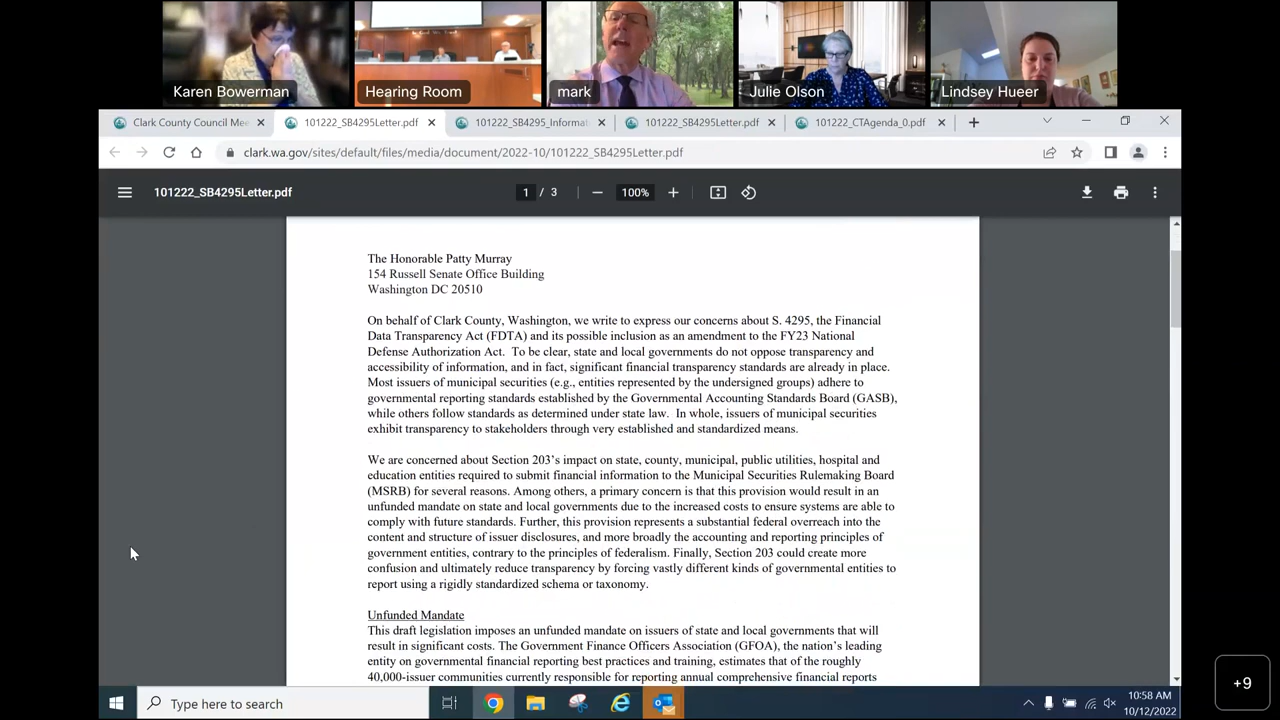 Karen Bowerman
Hearing Room
mark
Julie Olson
Lindsey Hueer
Clark County Council Mee
101222_SB4295Letter.pdf
101222_SB4295_Informat
101222_SB4295Letter.pdf
101222_CTAgenda_0.pdf
clark.wa.gov/sites/default/files/media/document/2022-10/101222_SB4295Letter.pdf
101222_SB4295Letter.pdf
1 / 3
100%
The Honorable Patty Murray
154 Russell Senate Office Building
Washington DC 20510
On behalf of Clark County, Washington, we write to express our concerns about S. 4295, the Financial
Data Transparency Act (FDTA) and its possible inclusion as an amendment to the FY23 National
Defense Authorization Act. To be clear, state and local governments do not oppose transparency and
accessibility of information, and in fact, significant financial transparency standards are already in place.
Most issuers of municipal securities (e.g., entities represented by the undersigned groups) adhere to
governmental reporting standards established by the Governmental Accounting Standards Board (GASB),
while others follow standards as determined under state law. In whole, issuers of municipal securities
exhibit transparency to stakeholders through very established and standardized means.
We are concerned about Section 203's impact on state, county, municipal, public utilities, hospital and
education entities required to submit financial information to the Municipal Securities Rulemaking Board
(MSRB) for several reasons. Among others, a primary concern is that this provision would result in an
unfunded mandate on state and local governments due to the increased costs to ensure systems are able to
comply with future standards. Further, this provision represents a substantial federal overreach into the
content and structure of issuer disclosures, and more broadly the accounting and reporting principles of
government entities, contrary to the principles of federalism. Finally, Section 203 could create more
confusion and ultimately reduce transparency by forcing vastly different kinds of governmental entities to
report using a rigidly standardized schema or taxonomy.
Unfunded Mandate
This draft legislation imposes an unfunded mandate on issuers of state and local governments that will
result in significant costs. The Government Finance Officers Association (GFOA), the nation's leading
entity on governmental financial reporting best practices and training, estimates that of the roughly
40,000-issuer communities currently responsible for reporting annual comprehensive financial reports
Type here to search
10:58 AM
10/12/2022
+9